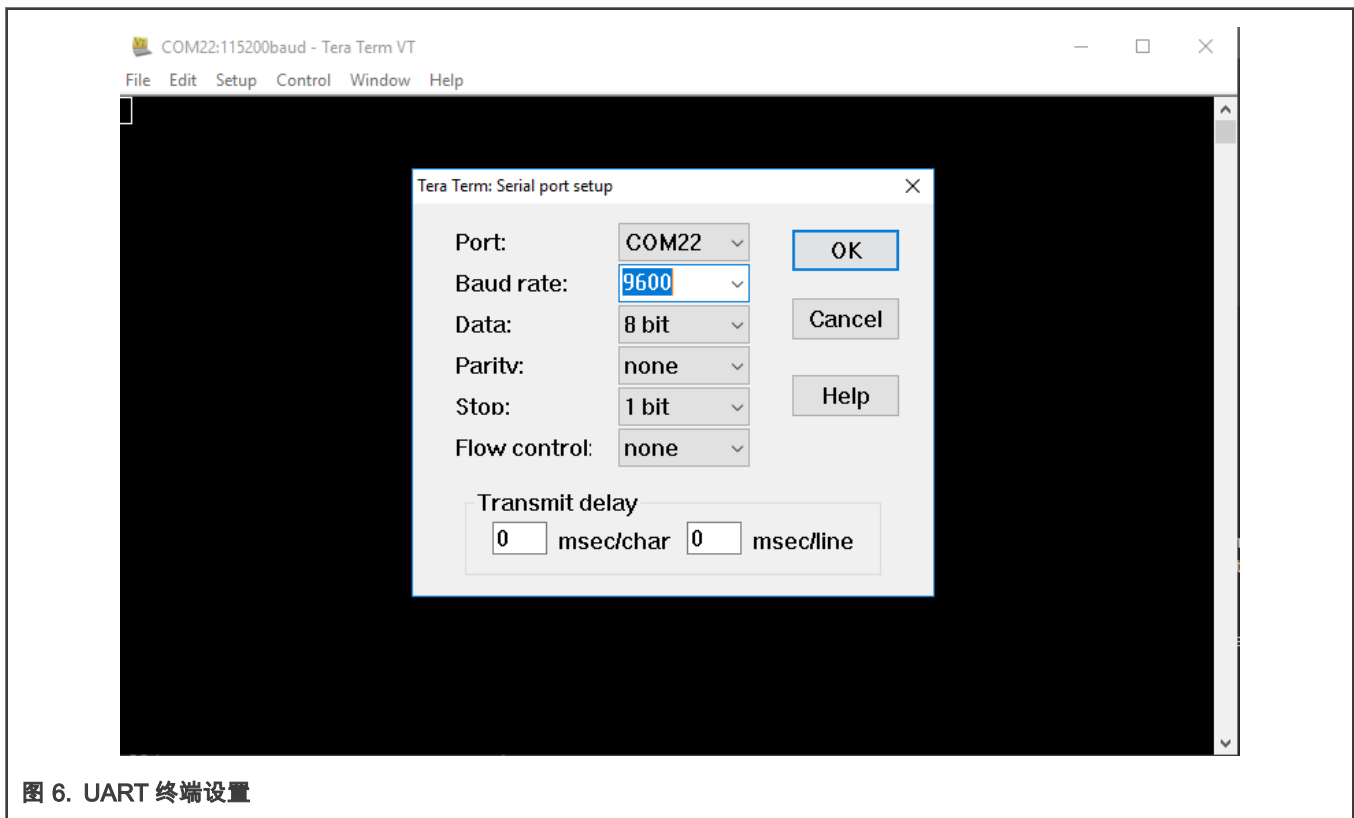 COM22:115200baud - Tera Term VT
File Edit Setup Control Window Help
Tera Term: Serial port setup
Port: COM22 OK
Baud rate: 9600
Data: 8 bit Cancel
Parity: none
Stop: 1 bit Help
Flow control: none
Transmit delay
0 msec/char 0 msec/line
图 6. UART 终端设置